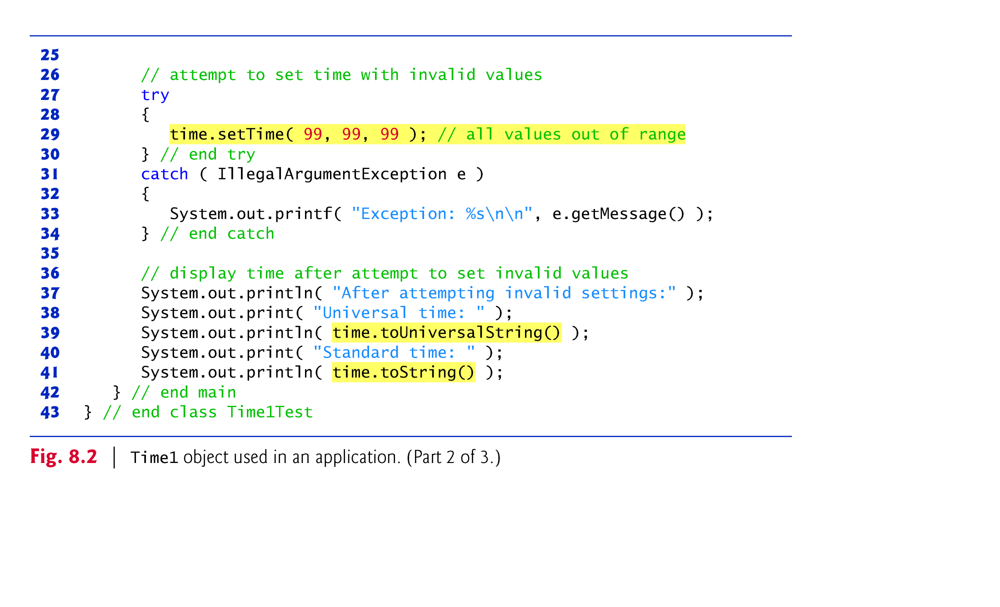 25
26 // attempt to set time with invalid values
27 try
28 {
29 time.setTime( 99, 99, 99 ); // all values out of range
30 } // end try
31 catch ( IllegalArgumentException e )
32 {
33 System.out.printf( "Exception: %s\n\n", e.getMessage() );
34 } // end catch
35
36 // display time after attempt to set invalid values
37 System.out.println( "After attempting invalid settings:" );
38 System.out.print( "Universal time: " );
39 System.out.println( time.toUniversalString() );
40 System.out.print( "Standard time: " );
41 System.out.println( time.toString() );
42 } // end main
43 } // end class Time1Test
Fig. 8.2 | Time1 object used in an application. (Part 2 of 3.)